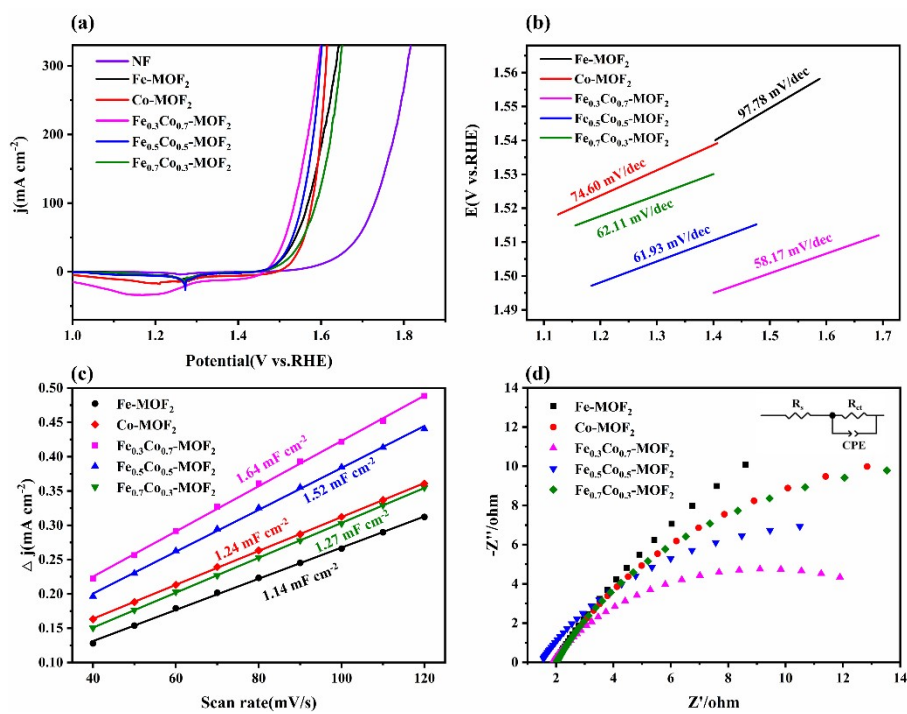 (a)
NF
Fe-MOF₂
Co-MOF₂
Fe₀.₃Co₀.₇-MOF₂
Fe₀.₅Co₀.₅-MOF₂
Fe₀.₇Co₀.₃-MOF₂
j(mA cm⁻²)
300
200
100
0
1.0 1.2 1.4 1.6 1.8
Potential(V vs.RHE)
(b)
Fe-MOF₂
Co-MOF₂
Fe₀.₃Co₀.₇-MOF₂
Fe₀.₅Co₀.₅-MOF₂
Fe₀.₇Co₀.₃-MOF₂
97.78 mV/dec
74.60 mV/dec
62.11 mV/dec
61.93 mV/dec
58.17 mV/dec
E(V vs.RHE)
1.56
1.55
1.54
1.53
1.52
1.51
1.50
1.49
1.1 1.2 1.3 1.4 1.5 1.6 1.7
(c)
Fe-MOF₂
Co-MOF₂
Fe₀.₃Co₀.₇-MOF₂
Fe₀.₅Co₀.₅-MOF₂
Fe₀.₇Co₀.₃-MOF₂
1.64 mF cm⁻²
1.52 mF cm⁻²
1.24 mF cm⁻²
1.27 mF cm⁻²
1.14 mF cm⁻²
△ j(mA cm⁻²)
0.50
0.45
0.40
0.35
0.30
0.25
0.20
0.15
0.10
40 60 80 100 120
Scan rate(mV/s)
(d)
Fe-MOF₂
Co-MOF₂
Fe₀.₃Co₀.₇-MOF₂
Fe₀.₅Co₀.₅-MOF₂
Fe₀.₇Co₀.₃-MOF₂
Rₛ
R꜀ₜ
CPE
-Z''/ohm
14
12
10
8
6
4
2
0
0 2 4 6 8 10 12 14
Z'/ohm